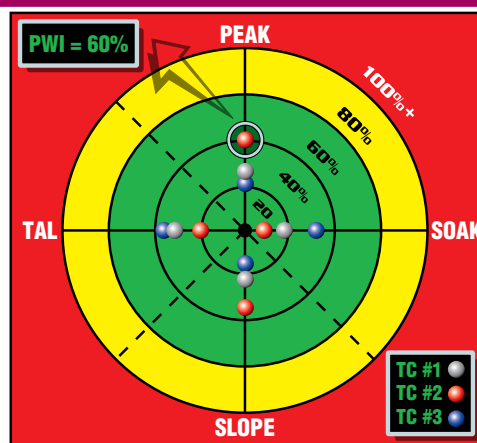 PWI = 60%
PEAK
100%+
80%
60%
40%
20
TAL
SOAK
SLOPE
TC #1
TC #2
TC #3